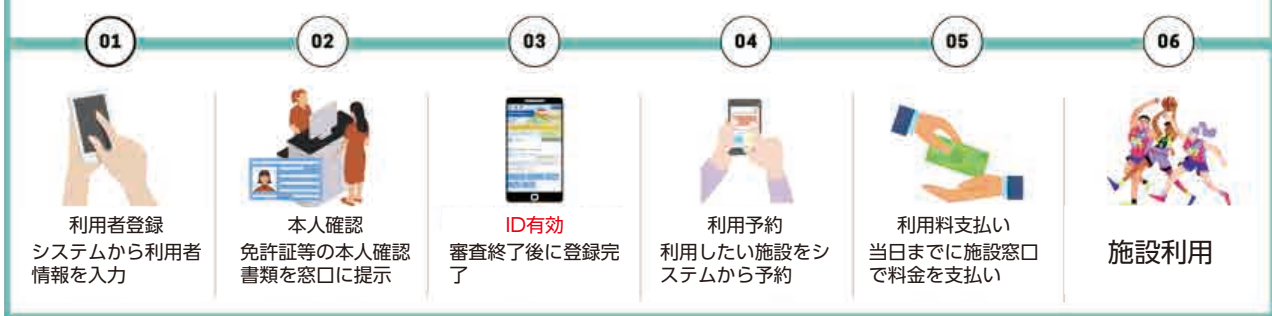 01
02
03
04
05
06
利用者登録
システムから利用者
情報を入力
本人確認
免許証等の本人確認
書類を窓口に提示
ID有効
審査終了後に登録完
了
利用予約
利用したい施設をシ
ステムから予約
利用料支払い
当日までに施設窓口
で料金を支払い
施設利用